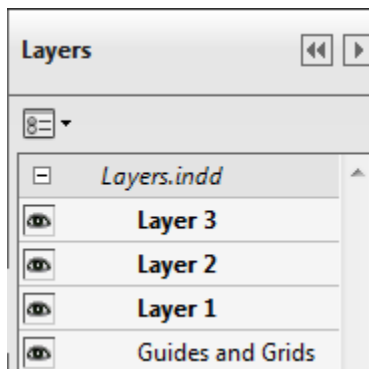 Layers
Layers.indd
Layer 3
Layer 2
Layer 1
Guides and Grids